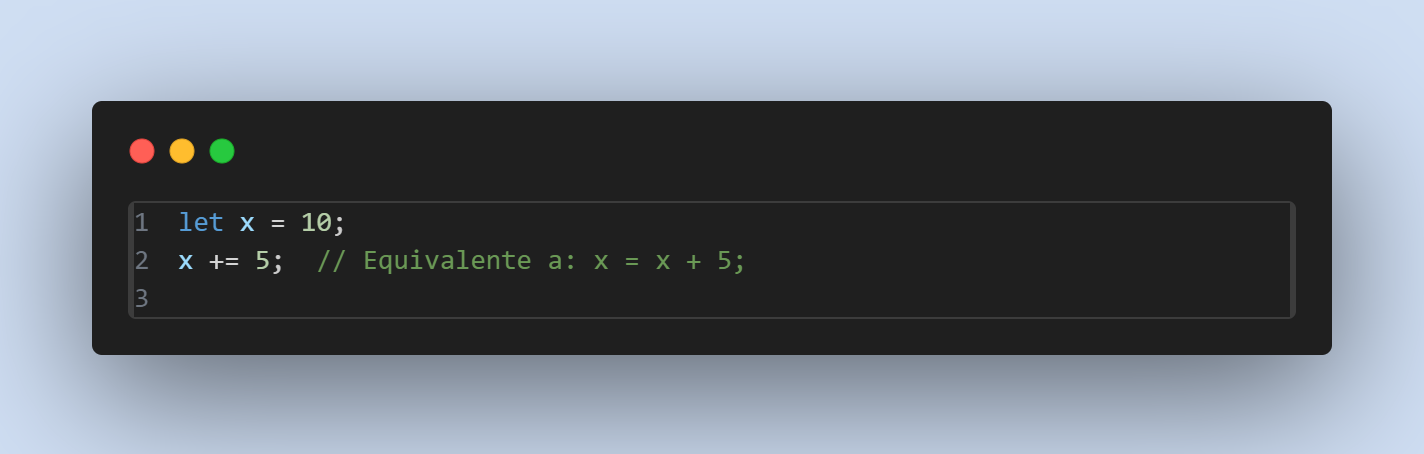 1 let x = 10;
2 x += 5;  // Equivalente a: x = x + 5;
3